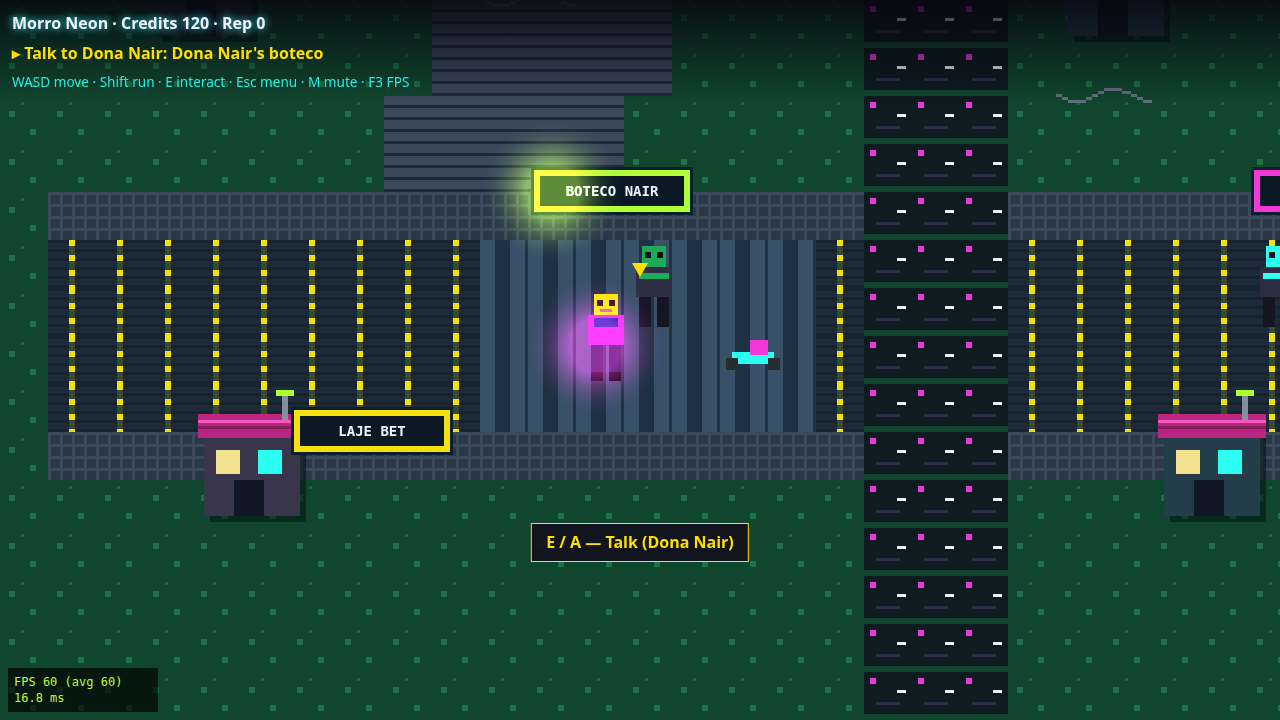 Morro Neon · Credits 120 · Rep 0
▸ Talk to Dona Nair: Dona Nair's boteco
WASD move · Shift run · E interact · Esc menu · M mute · F3 FPS
BOTECO NAIR
LAJE BET
E / A — Talk (Dona Nair)
FPS 60 (avg 60)
16.8 ms